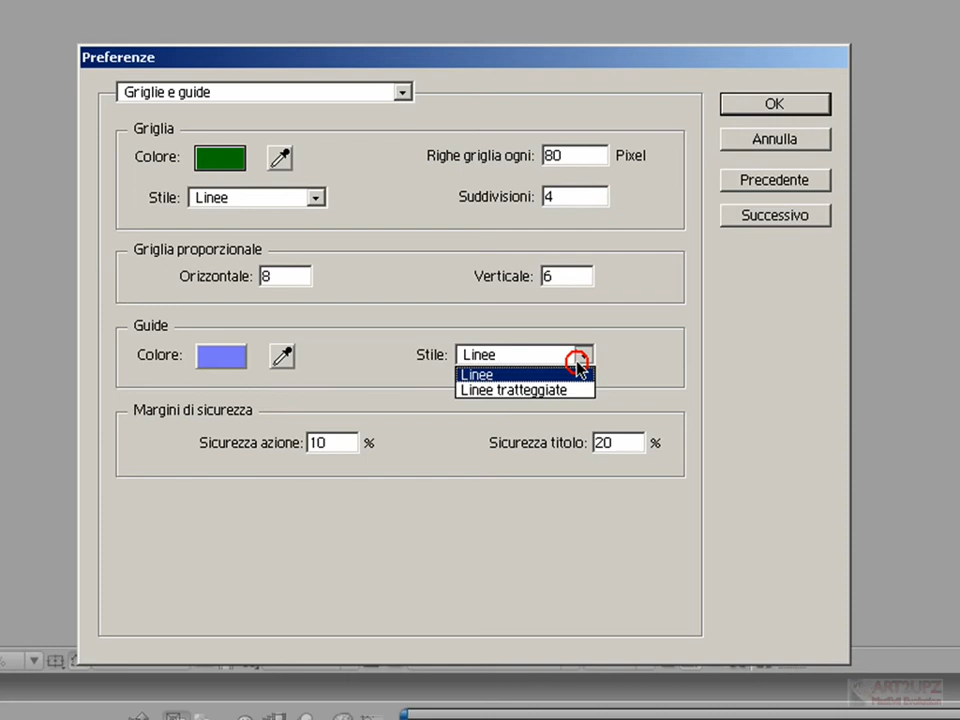 Preferenze
Griglie e guide
OK
Annulla
Precedente
Successivo
Griglia
Colore:
Righe griglia ogni: 80 Pixel
Stile: Linee
Suddivisioni: 4
Griglia proporzionale
Orizzontale: 8
Verticale: 6
Guide
Colore:
Stile: Linee
Linee
Linee tratteggiate
Margini di sicurezza
Sicurezza azione: 10 %
Sicurezza titolo: 20 %
%
ART2UPZ